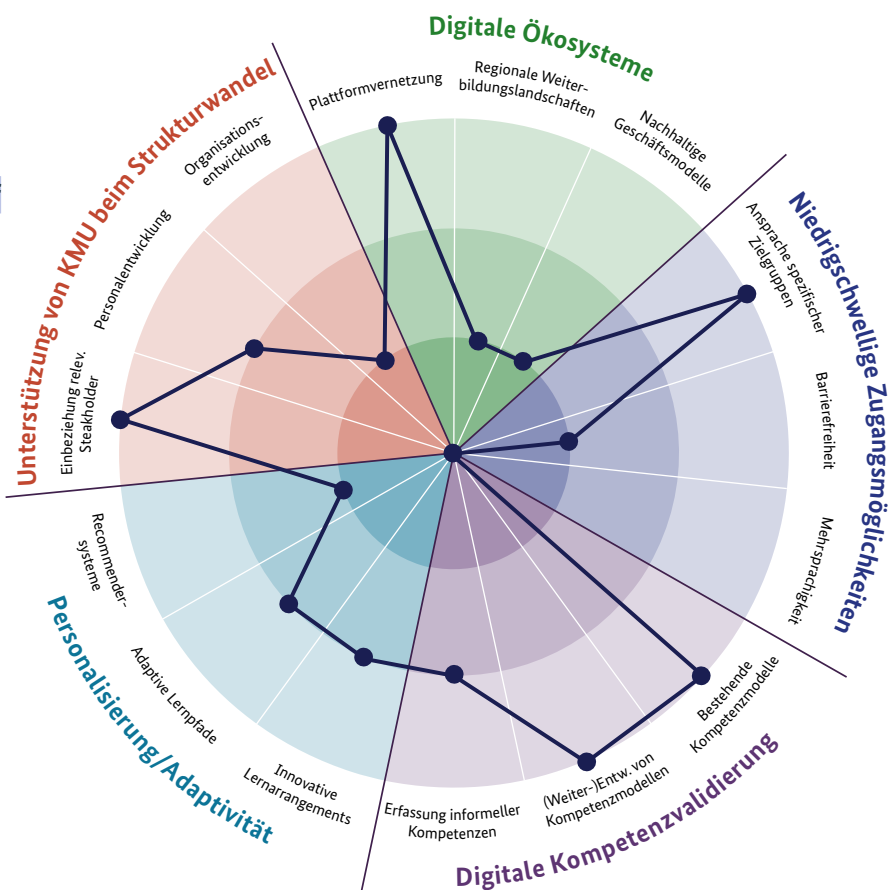 Digitale Ökosysteme
Plattformvernetzung
Regionale Weiter-
bildungslandschaften
Nachhaltige
Geschäftsmodelle
Niedrigschwellige Zugangsmöglichkeiten
Ansprache spezifischer
Zielgruppen
Barrierefreiheit
Mehrsprachigkeit
Digitale Kompetenzvalidierung
Bestehende
Kompetenzmodelle
(Weiter-)Entw. von
Kompetenzmodellen
Erfassung informeller
Kompetenzen
Personalisierung/Adaptivität
Innovative
Lernarrangements
Adaptive Lernpfade
Recommender-
systeme
Unterstützung von KMU beim Strukturwandel
Einbeziehung relev.
Steakholder
Personalentwicklung
Organisations-
entwicklung